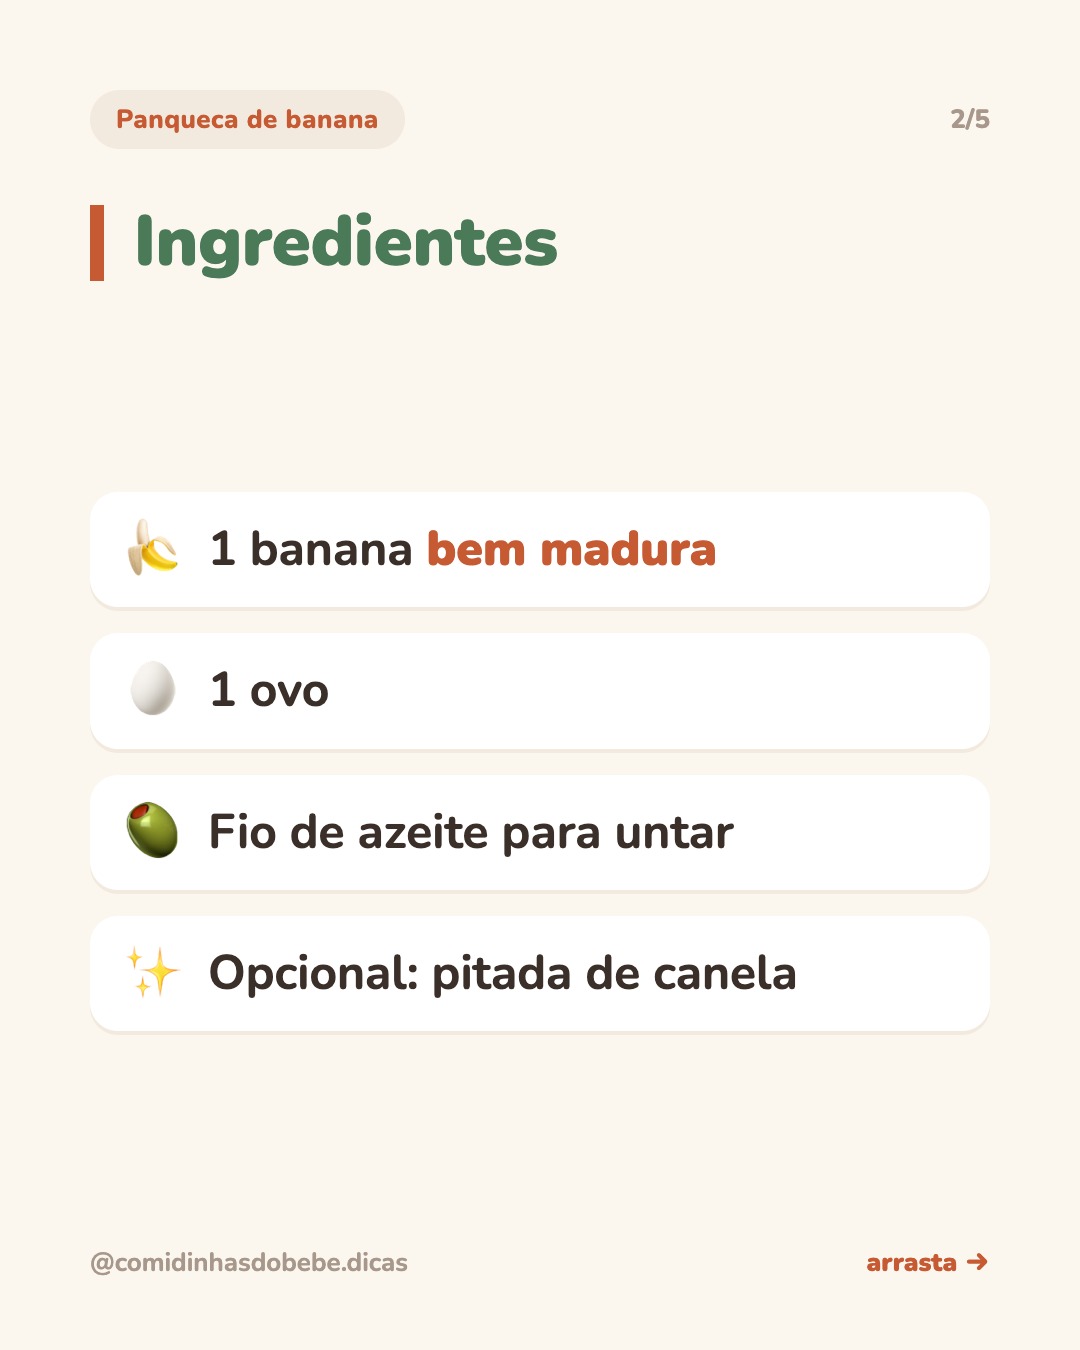 Panqueca de banana
2/5
Ingredientes
1 banana bem madura
1 ovo
Fio de azeite para untar
Opcional: pitada de canela
@comidinhasdobebe.dicas
arrasta →